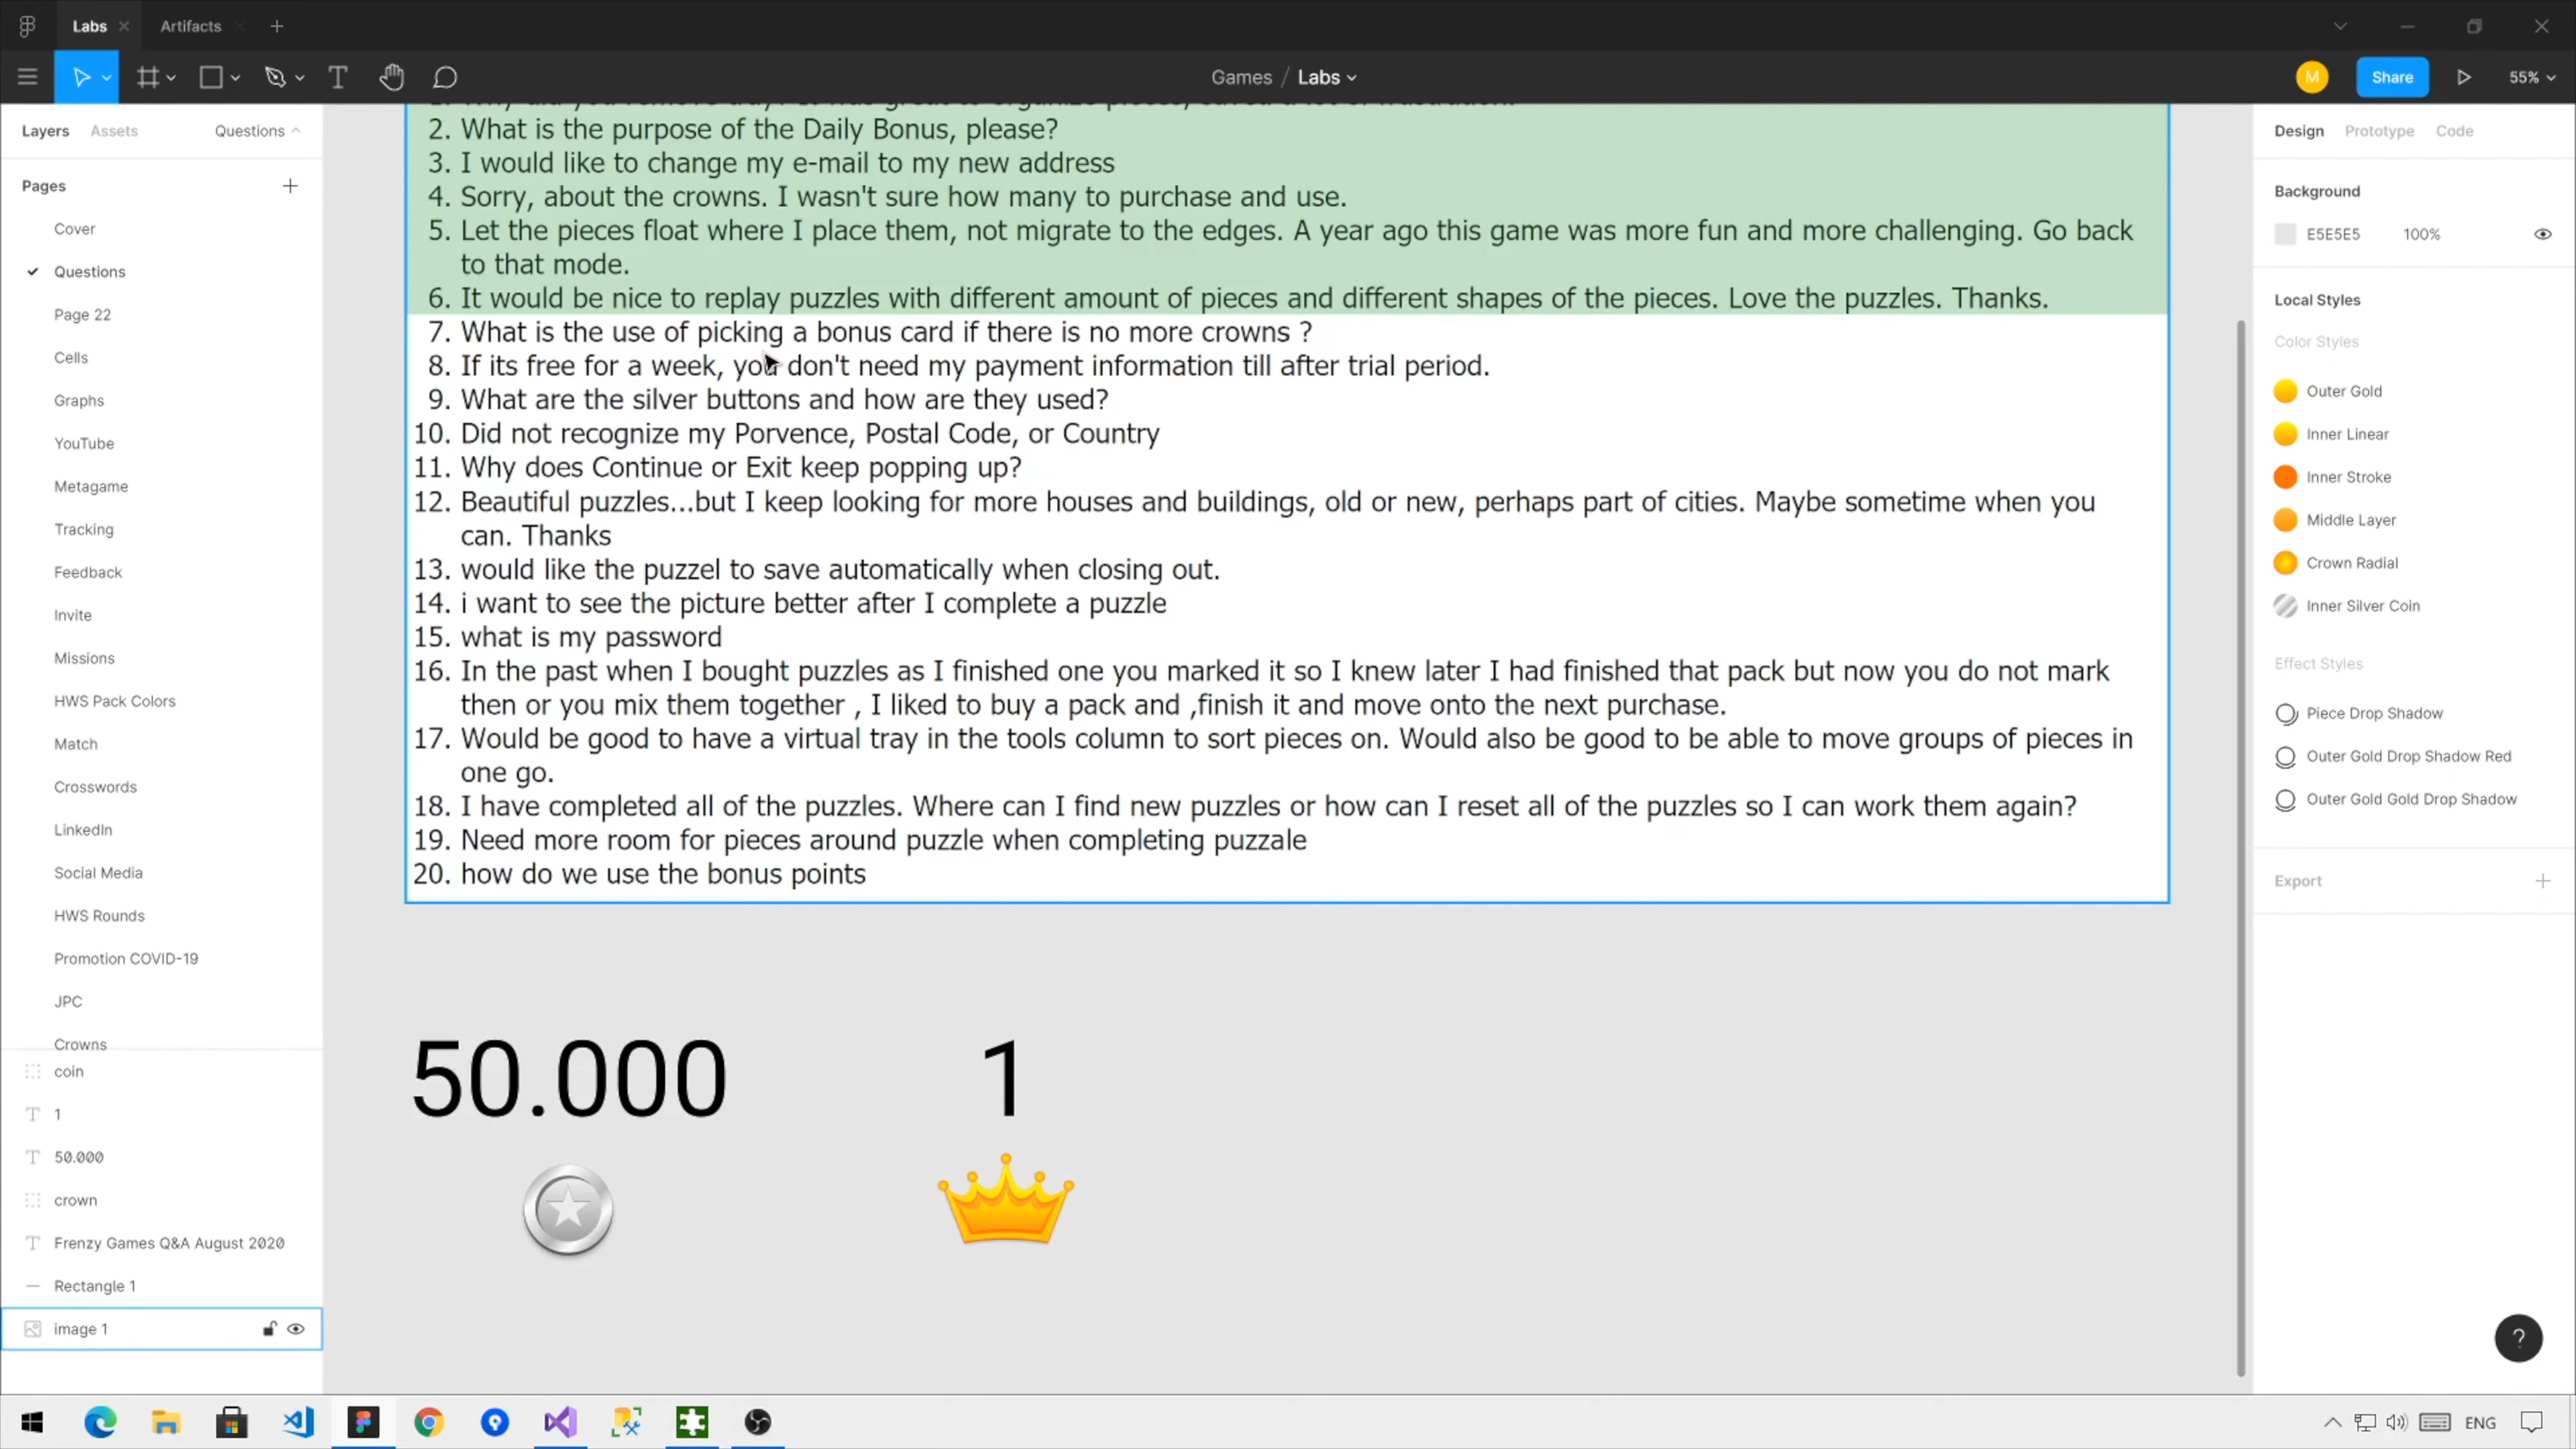 Labs
Artifacts
Games / Labs
M
Share
55%
Layers
Assets
Questions
Pages
Cover
Questions
Page 22
Cells
Graphs
YouTube
Metagame
Tracking
Feedback
Invite
Missions
HWS Pack Colors
Match
Crosswords
LinkedIn
Social Media
HWS Rounds
Promotion COVID-19
JPC
Crowns
coin
1
50.000
crown
Frenzy Games Q&A August 2020
Rectangle 1
image 1
2. What is the purpose of the Daily Bonus, please?
3. I would like to change my e-mail to my new address
4. Sorry, about the crowns. I wasn't sure how many to purchase and use.
5. Let the pieces float where I place them, not migrate to the edges. A year ago this game was more fun and more challenging. Go back
to that mode.
6. It would be nice to replay puzzles with different amount of pieces and different shapes of the pieces. Love the puzzles. Thanks.
7. What is the use of picking a bonus card if there is no more crowns ?
8. If its free for a week, you don't need my payment information till after trial period.
9. What are the silver buttons and how are they used?
10. Did not recognize my Porvence, Postal Code, or Country
11. Why does Continue or Exit keep popping up?
12. Beautiful puzzles...but I keep looking for more houses and buildings, old or new, perhaps part of cities. Maybe sometime when you
can. Thanks
13. would like the puzzel to save automatically when closing out.
14. i want to see the picture better after I complete a puzzle
15. what is my password
16. In the past when I bought puzzles as I finished one you marked it so I knew later I had finished that pack but now you do not mark
then or you mix them together , I liked to buy a pack and ,finish it and move onto the next purchase.
17. Would be good to have a virtual tray in the tools column to sort pieces on. Would also be good to be able to move groups of pieces in
one go.
18. I have completed all of the puzzles. Where can I find new puzzles or how can I reset all of the puzzles so I can work them again?
19. Need more room for pieces around puzzle when completing puzzale
20. how do we use the bonus points
50.000
1
Design
Prototype
Code
Background
E5E5E5
100%
Local Styles
Color Styles
Outer Gold
Inner Linear
Inner Stroke
Middle Layer
Crown Radial
Inner Silver Coin
Effect Styles
Piece Drop Shadow
Outer Gold Drop Shadow Red
Outer Gold Gold Drop Shadow
Export
?
ENG